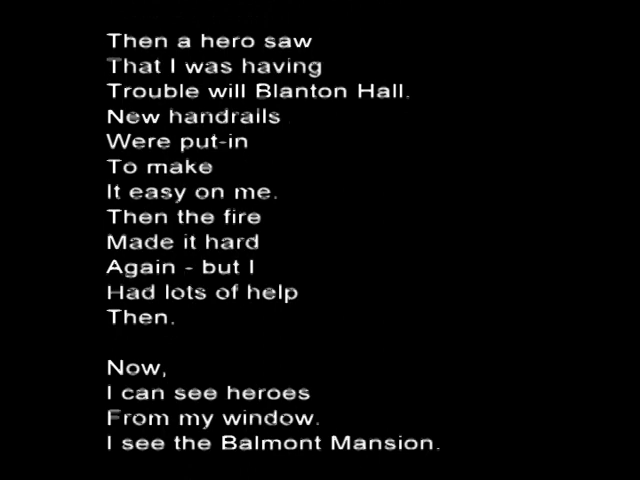 Then a hero saw
That I was having
Trouble will Blanton Hall.
New handrails
Were put-in
To make
It easy on me.
Then the fire
Made it hard
Again - but I
Had lots of help
Then.
Now,
I can see heroes
From my window.
I see the Balmont Mansion.